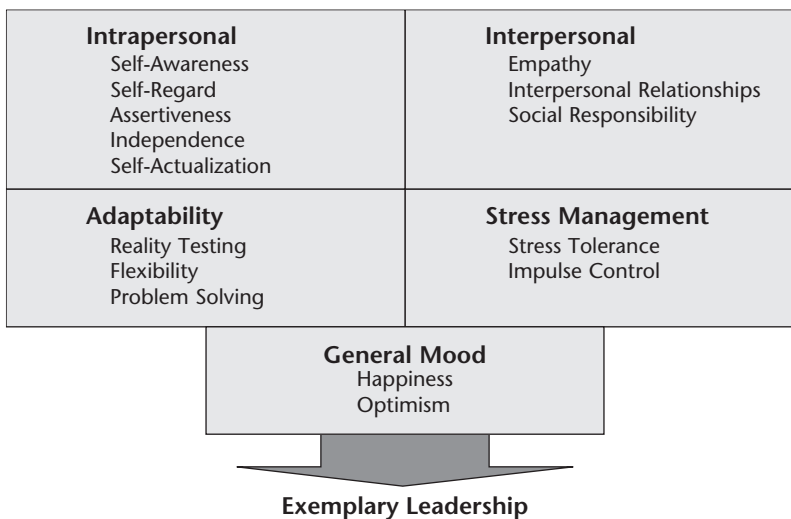 Intrapersonal
Self-Awareness
Self-Regard
Assertiveness
Independence
Self-Actualization
Interpersonal
Empathy
Interpersonal Relationships
Social Responsibility
Adaptability
Reality Testing
Flexibility
Problem Solving
Stress Management
Stress Tolerance
Impulse Control
General Mood
Happiness
Optimism
Exemplary Leadership